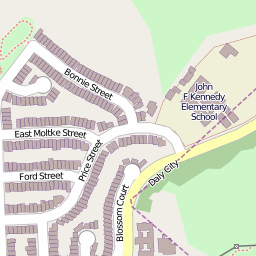 Bonnie Street
John
F Kennedy
Elementary
School
East Moltke Street
Price Street
Ford Street
Daly City
Blossom Court